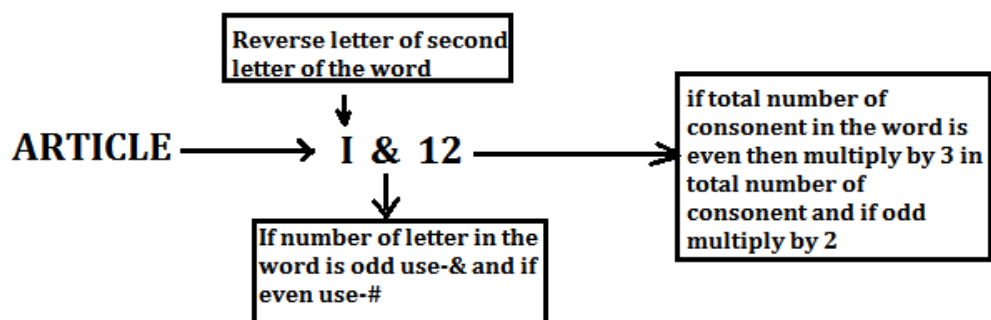 Reverse letter of second
letter of the word
ARTICLE
I & 12
if total number of
consonent in the word is
even then multiply by 3 in
total number of
consonent and if odd
multiply by 2
If number of letter in the
word is odd use-& and if
even use-#